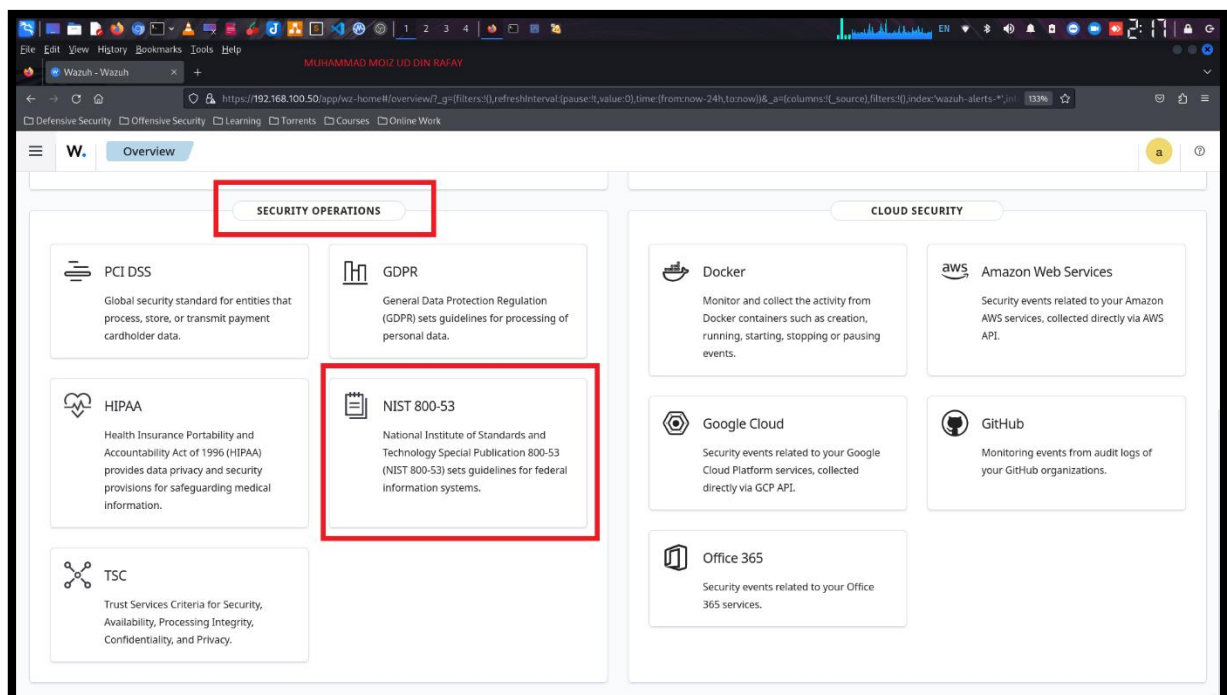 1 2 3 4
EN
2:17
File Edit View History Bookmarks Tools Help
Wazuh - Wazuh
MUHAMMAD MOIZ UD DIN RAFAY
https://192.168.100.50/app/wz-home#/overview/?_g=(filters:!(),refreshInterval:(pause:!t,value:0),time:(from:now-24h,to:now))&_a=(columns:!(_source),filters:!(),index:'wazuh-alerts-*',in
133%
Defensive Security Offensive Security Learning Torrents Courses Online Work
W. Overview
a
SECURITY OPERATIONS
PCI DSS
Global security standard for entities that
process, store, or transmit payment
cardholder data.
GDPR
General Data Protection Regulation
(GDPR) sets guidelines for processing of
personal data.
HIPAA
Health Insurance Portability and
Accountability Act of 1996 (HIPAA)
provides data privacy and security
provisions for safeguarding medical
information.
NIST 800-53
National Institute of Standards and
Technology Special Publication 800-53
(NIST 800-53) sets guidelines for federal
information systems.
TSC
Trust Services Criteria for Security,
Availability, Processing Integrity,
Confidentiality, and Privacy.
CLOUD SECURITY
Docker
Monitor and collect the activity from
Docker containers such as creation,
running, starting, stopping or pausing
events.
aws
Amazon Web Services
Security events related to your Amazon
AWS services, collected directly via AWS
API.
Google Cloud
Security events related to your Google
Cloud Platform services, collected
directly via GCP API.
GitHub
Monitoring events from audit logs of
your GitHub organizations.
Office 365
Security events related to your Office
365 services.